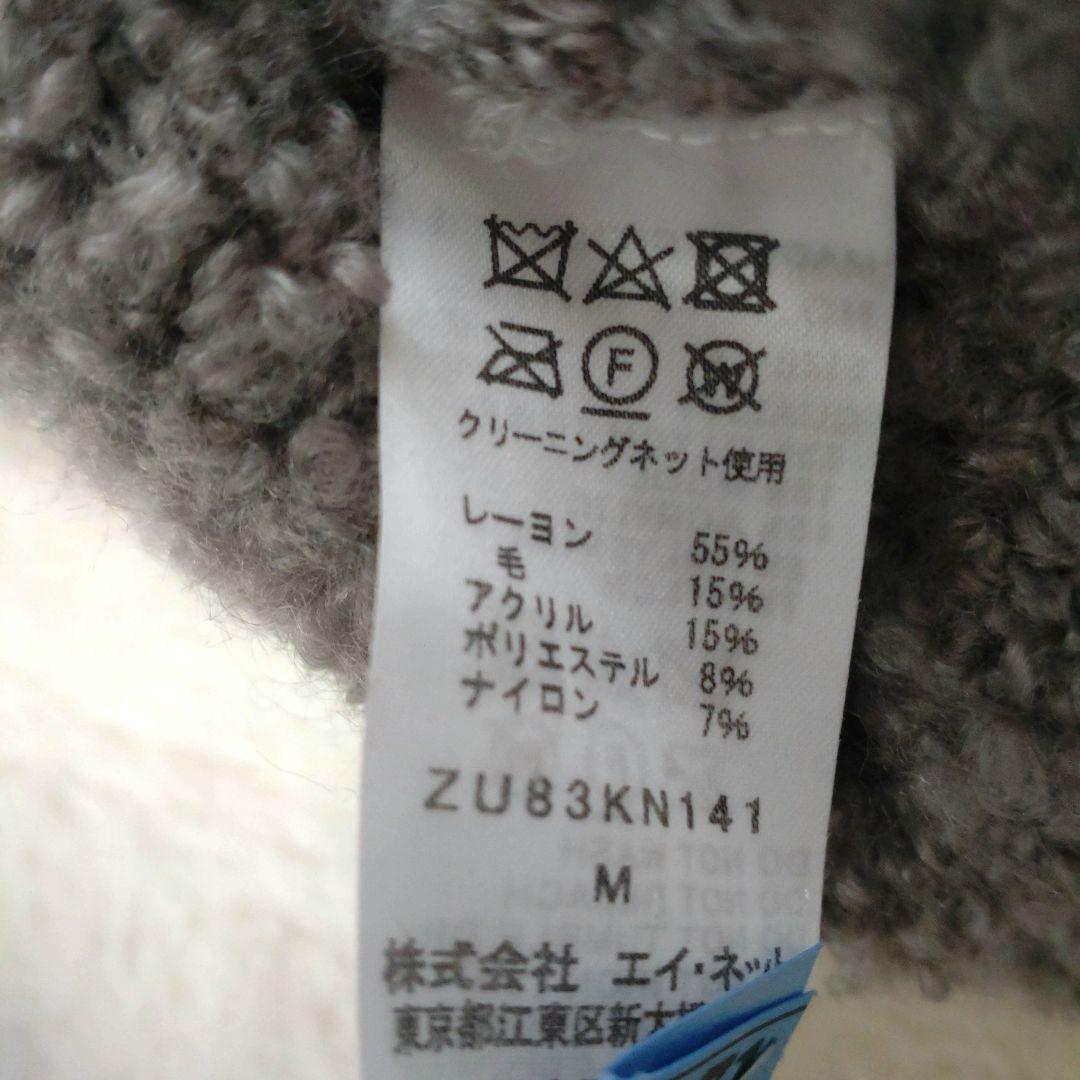 F
W
クリーニングネット使用
レーヨン 55%
毛 15%
アクリル 15%
ポリエステル 8%
ナイロン 7%
ZU83KN141
M
株式会社 エイ・ネット
東京都江東区新大